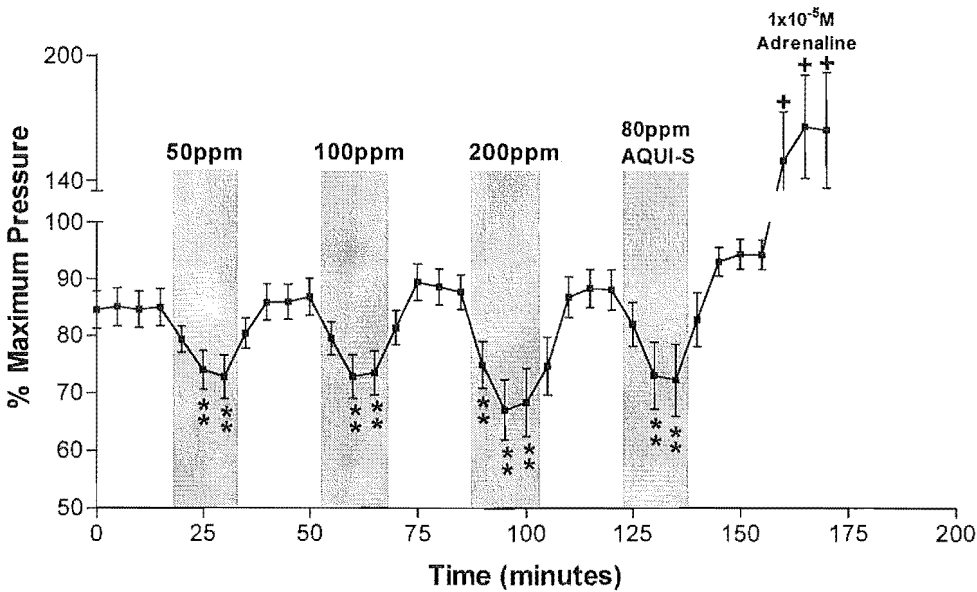 1x10⁻⁵M
Adrenaline
200
+ + +
80ppm
50ppm 100ppm 200ppm AQUI-S
140
100
90
80
70
60
50
** ** ** ** ** ** ** ** **
0 25 50 75 100 125 150 175 200
% Maximum Pressure
Time (minutes)